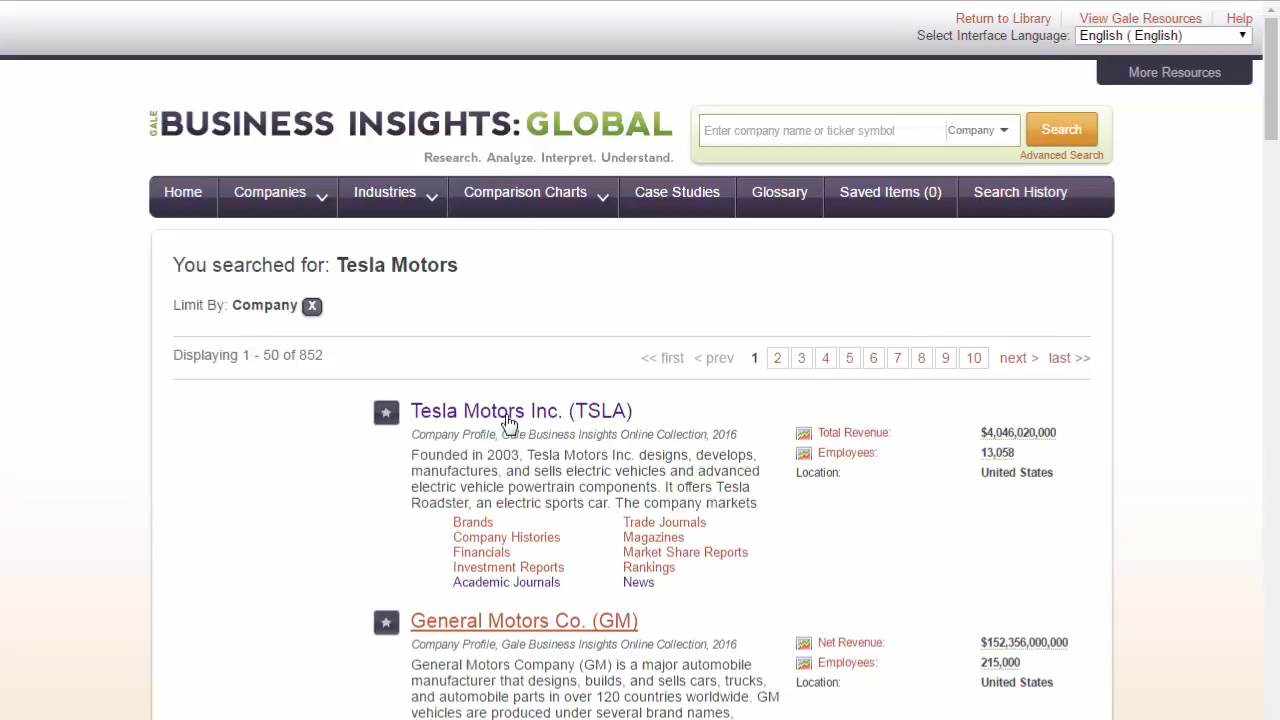 Return to Library
View Gale Resources
Help
Select Interface Language: English ( English)
More Resources
GALE BUSINESS INSIGHTS: GLOBAL
Research. Analyze. Interpret. Understand.
Enter company name or ticker symbol
Company
Search
Advanced Search
Home
Companies
Industries
Comparison Charts
Case Studies
Glossary
Saved Items (0)
Search History
You searched for: Tesla Motors
Limit By: Company X
Displaying 1 - 50 of 852
<< first < prev 1 2 3 4 5 6 7 8 9 10 next > last >>
Tesla Motors Inc. (TSLA)
Company Profile, Gale Business Insights Online Collection, 2016
Founded in 2003, Tesla Motors Inc. designs, develops,
manufactures, and sells electric vehicles and advanced
electric vehicle powertrain components. It offers Tesla
Roadster, an electric sports car. The company markets
Total Revenue: $4,046,020,000
Employees: 13,058
Location: United States
Brands
Company Histories
Financials
Investment Reports
Academic Journals
Trade Journals
Magazines
Market Share Reports
Rankings
News
General Motors Co. (GM)
Company Profile, Gale Business Insights Online Collection, 2016
General Motors Company (GM) is a major automobile
manufacturer that designs, builds, and sells cars, trucks,
and automobile parts in over 120 countries worldwide. GM
vehicles are produced under several brand names,
Net Revenue: $152,356,000,000
Employees: 215,000
Location: United States